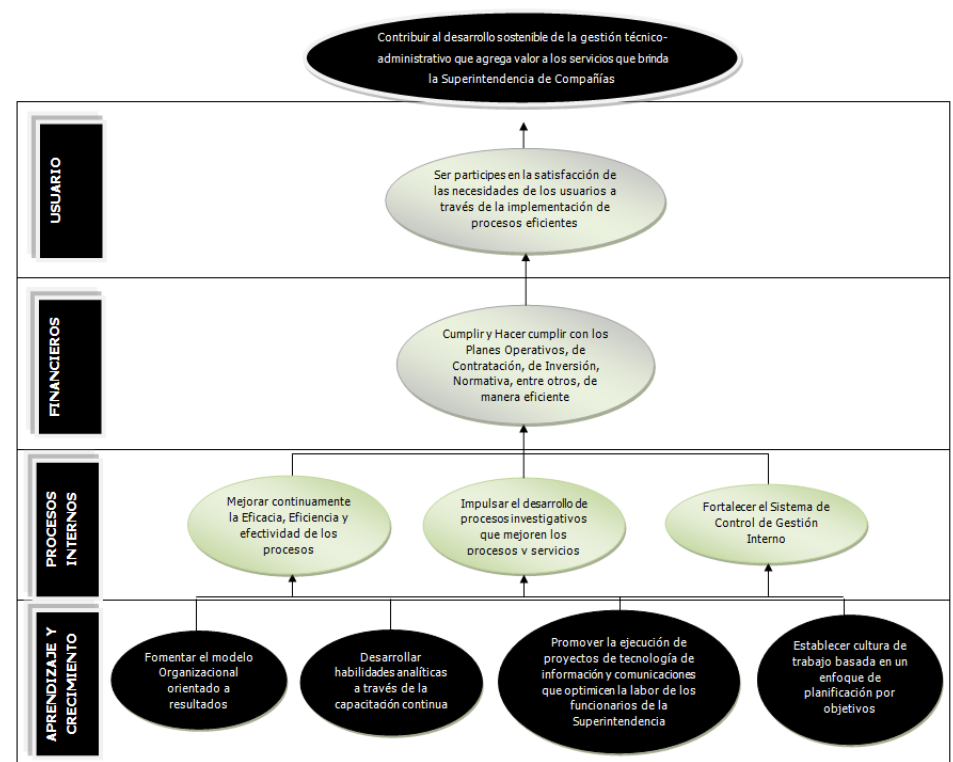 Contribuir al desarrollo sostenible de la gestión técnico-
administrativo que agrega valor a los servicios que brinda
la Superintendencia de Compañías
USUARIO
Ser participes en la satisfacción de
las necesidades de los usuarios a
través de la implementación de
procesos eficientes
FINANCIEROS
Cumplir y Hacer cumplir con los
Planes Operativos, de
Contratación, de Inversión,
Normativa, entre otros, de
manera eficiente
PROCESOS
INTERNOS
Mejorar continuamente
la Eficacia, Eficiencia y
efectividad de los
procesos
Impulsar el desarrollo de
procesos investigativos
que mejoren los
procesos y servicios
Fortalecer el Sistema de
Control de Gestión
Interno
APRENDIZAJE Y
CRECIMIENTO
Fomentar el modelo
Organizacional
orientado a
resultados
Desarrollar
habilidades analíticas
a través de la
capacitación continua
Promover la ejecución de
proyectos de tecnología de
información y comunicaciones
que optimicen la labor de los
funcionarios de la
Superintendencia
Establecer cultura de
trabajo basada en un
enfoque de
planificación por
objetivos